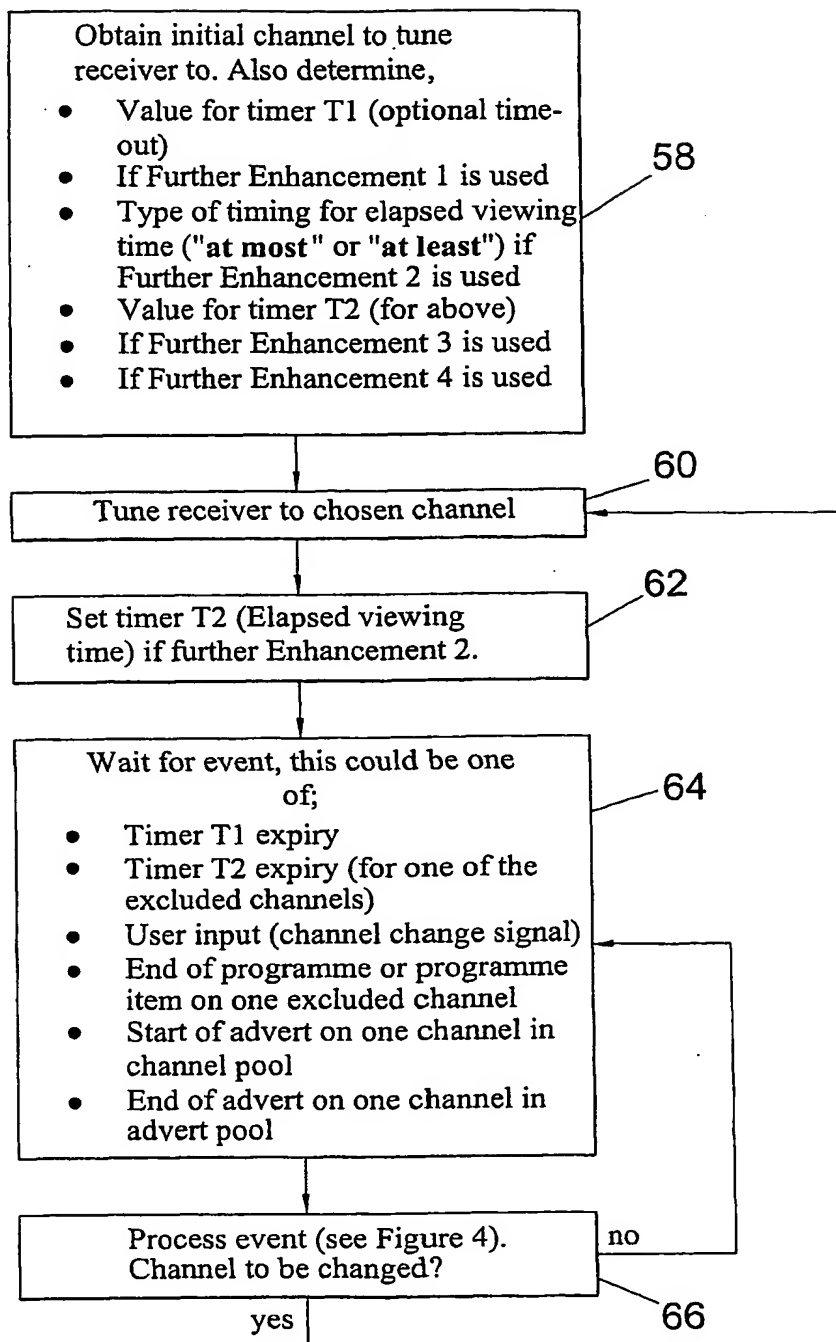 Obtain initial channel to tune
receiver to. Also determine,
• Value for timer T1 (optional time-
out)
• If Further Enhancement 1 is used
• Type of timing for elapsed viewing
time ("at most" or "at least") if
Further Enhancement 2 is used
• Value for timer T2 (for above)
• If Further Enhancement 3 is used
• If Further Enhancement 4 is used
58
60
Tune receiver to chosen channel
62
Set timer T2 (Elapsed viewing
time) if further Enhancement 2.
Wait for event, this could be one
of;
64
• Timer T1 expiry
• Timer T2 expiry (for one of the
excluded channels)
• User input (channel change signal)
• End of programme or programme
item on one excluded channel
• Start of advert on one channel in
channel pool
• End of advert on one channel in
advert pool
Process event (see Figure 4).
Channel to be changed?
no
66
yes